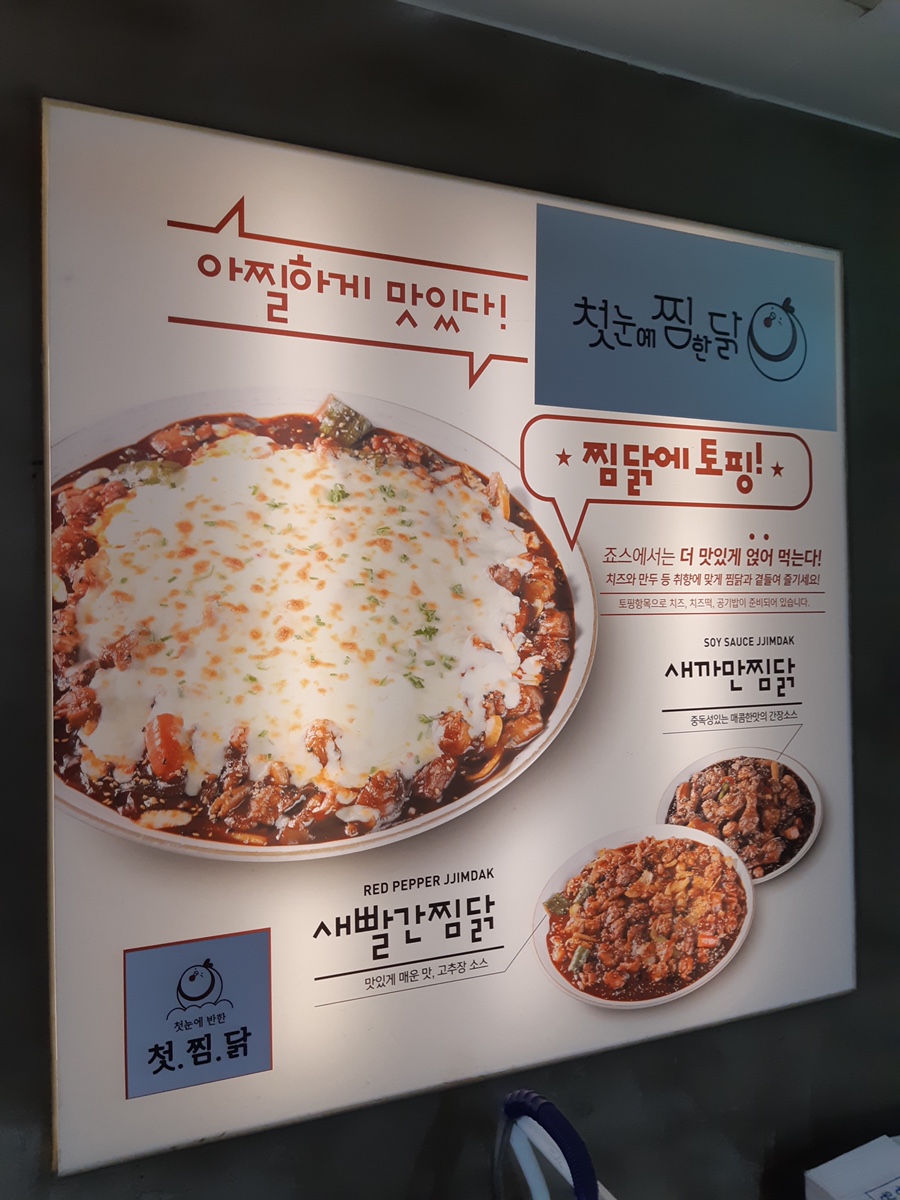 아찔하게 맛있다!
첫눈에 찜한닭
찜닭에 토핑!
죠스에서는 더 맛있게 얹어 먹는다!
치즈와 만두 등 취향에 맞게 찜닭과 곁들여 즐기세요!
토핑항목으로 치즈, 치즈떡, 공기밥이 준비되어 있습니다.
SOY SAUCE JJIMDAK
새까만찜닭
중독성있는 매콤한맛의 간장소스
RED PEPPER JJIMDAK
새빨간찜닭
맛있게 매운 맛, 고추장 소스
첫눈에 반한
첫.찜.닭